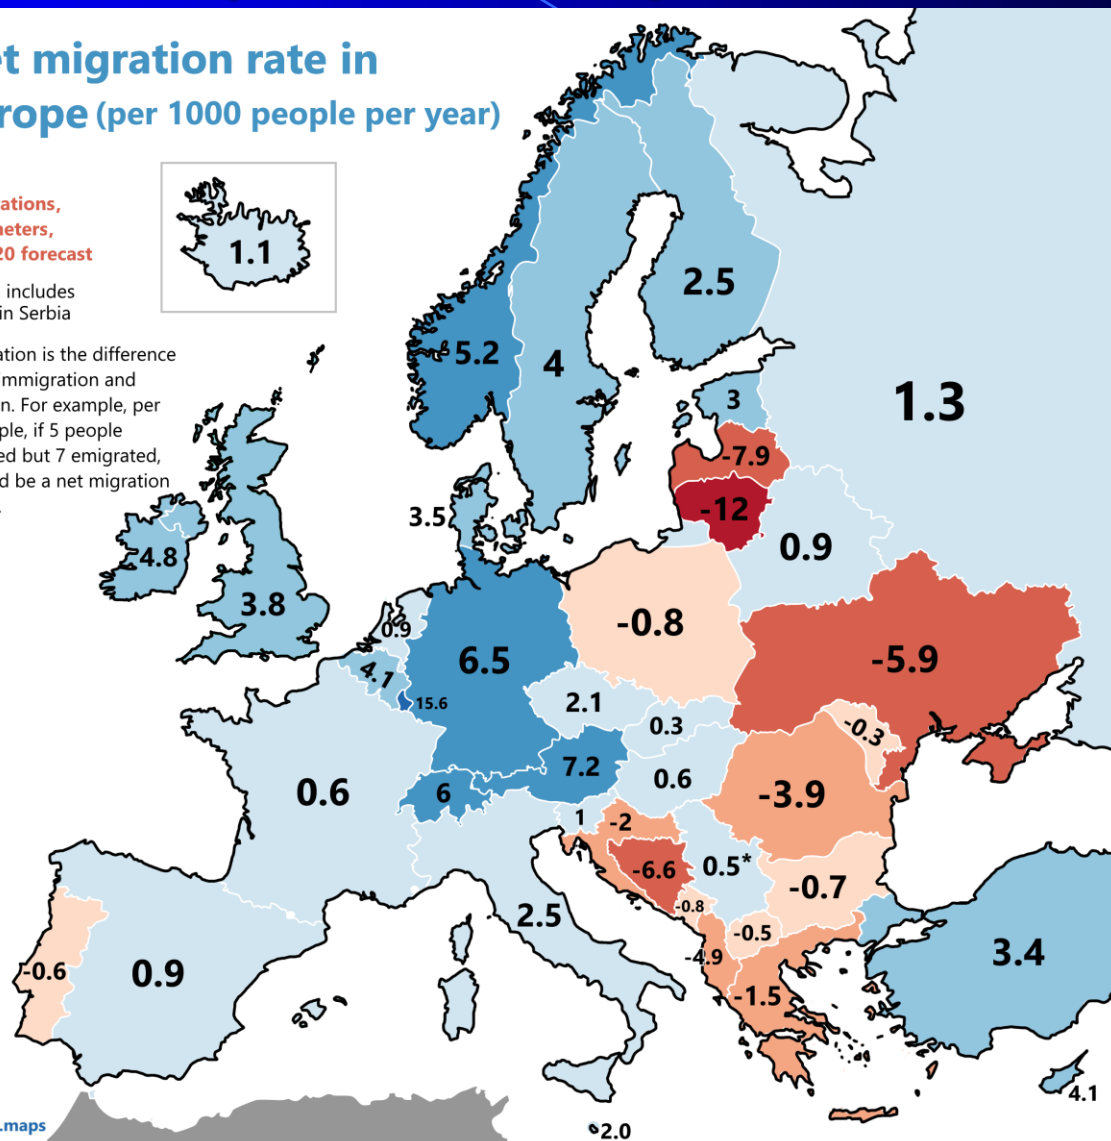 t migration rate in
rope (per 1000 people per year)
ations,
neters,
20 forecast
includes
in Serbia
ation is the difference
immigration and
n. For example, per
ple, if 5 people
ed but 7 emigrated,
d be a net migration
1.1
5.2
4
2.5
1.3
3
-7.9
-12
0.9
3.5
4.8
3.8
0.9
4.1
15.6
6.5
-0.8
-5.9
2.1
0.3
-0.3
7.2
0.6
0.6
6
-3.9
1
-2
-6.6
0.5*
-0.7
-0.8
-0.5
2.5
-4.9
-1.5
3.4
-0.6
0.9
4.1
2.0
.maps